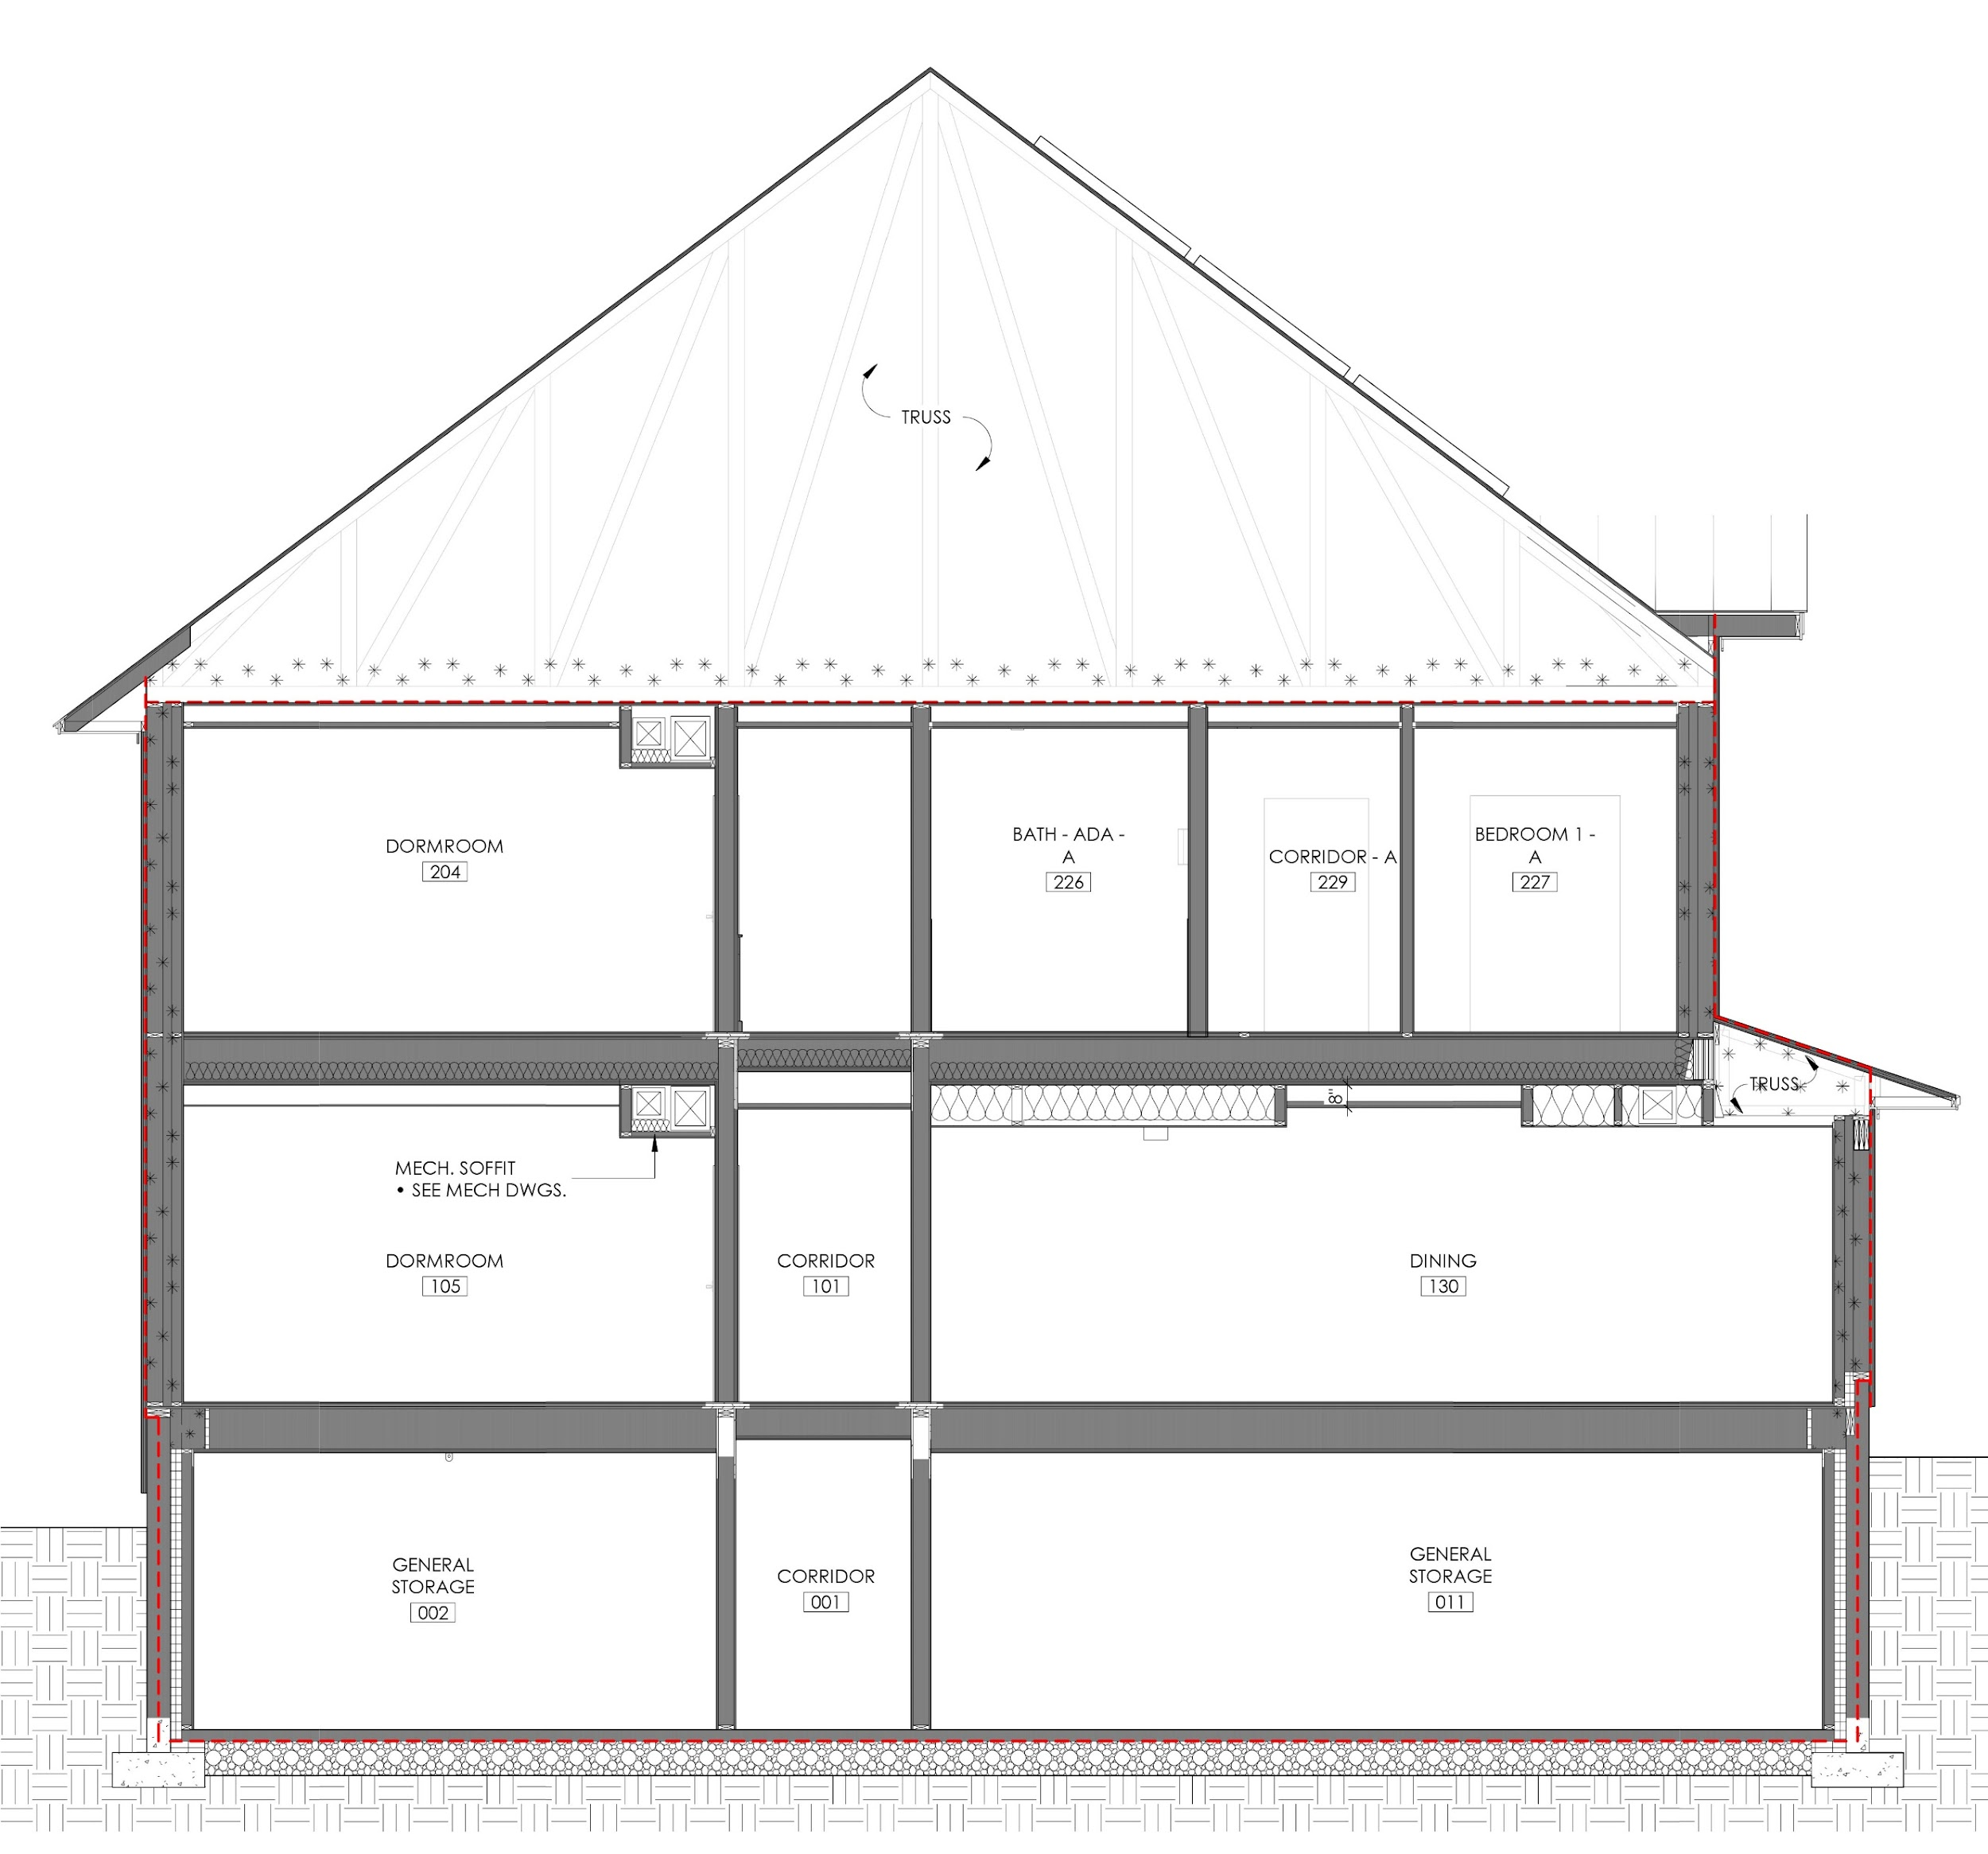 TRUSS
DORMROOM
204
BATH - ADA -
A
226
CORRIDOR - A
229
BEDROOM 1 -
A
227
TRUSS
8"
MECH. SOFFIT
• SEE MECH DWGS.
DORMROOM
105
CORRIDOR
101
DINING
130
GENERAL
STORAGE
002
CORRIDOR
001
GENERAL
STORAGE
011